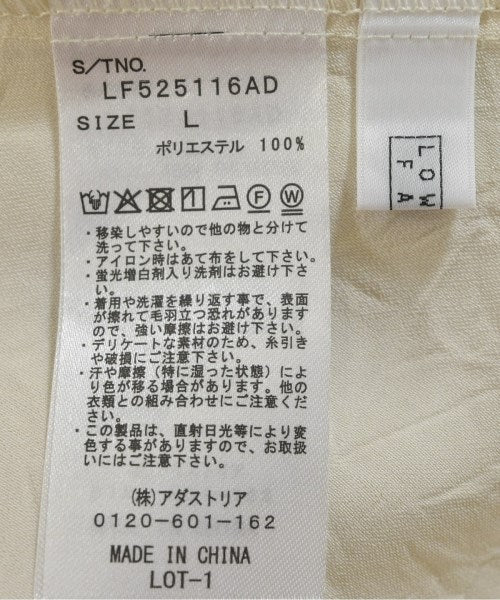 S/TNO.
LF525116AD
SIZE L
ポリエステル 100%
F W
・移染しやすいので他の物と分けて
洗って下さい。
・アイロン時はあて布をして下さい。
・蛍光増白剤入り洗剤はお避け下さ
い。
・着用や洗濯を繰り返す事で、表面
が擦れて毛羽立つ恐れがあります
ので、強い摩擦はお避け下さい。
・デリケートな素材のため、糸引き
や破損にご注意下さい。
・汗や摩擦（特に湿った状態）によ
り色が移る場合があります。他の
衣類との組み合わせにご注意くだ
さい。
・この製品は、直射日光等により変
色する事がありますので、お取扱
いにはご注意下さい。
(株)アダストリア
0120-601-162
MADE IN CHINA
LOT-1
LOW
FA